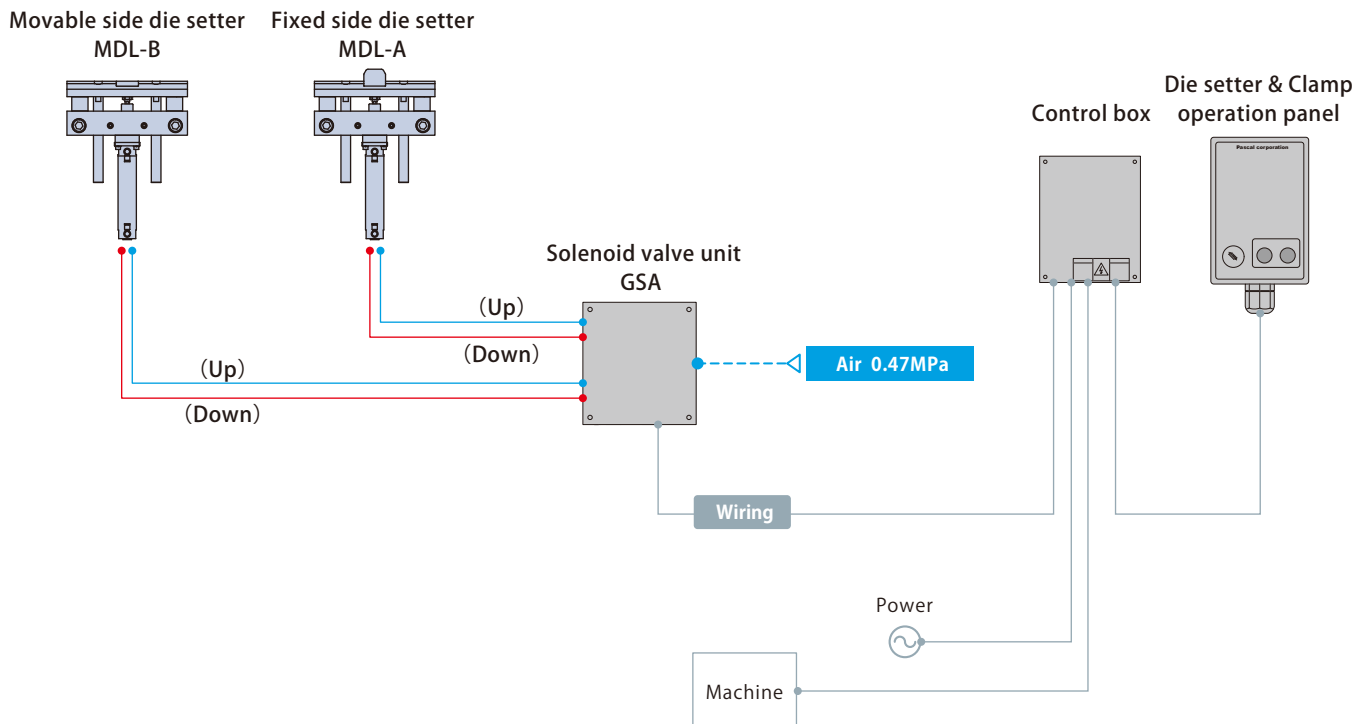 Movable side die setter
MDL-B
Fixed side die setter
MDL-A
Die setter & Clamp
operation panel
Control box
Pascal corporation
Solenoid valve unit
GSA
（Up）
（Down）
（Up）
（Down）
Air 0.47MPa
Wiring
Power
Machine